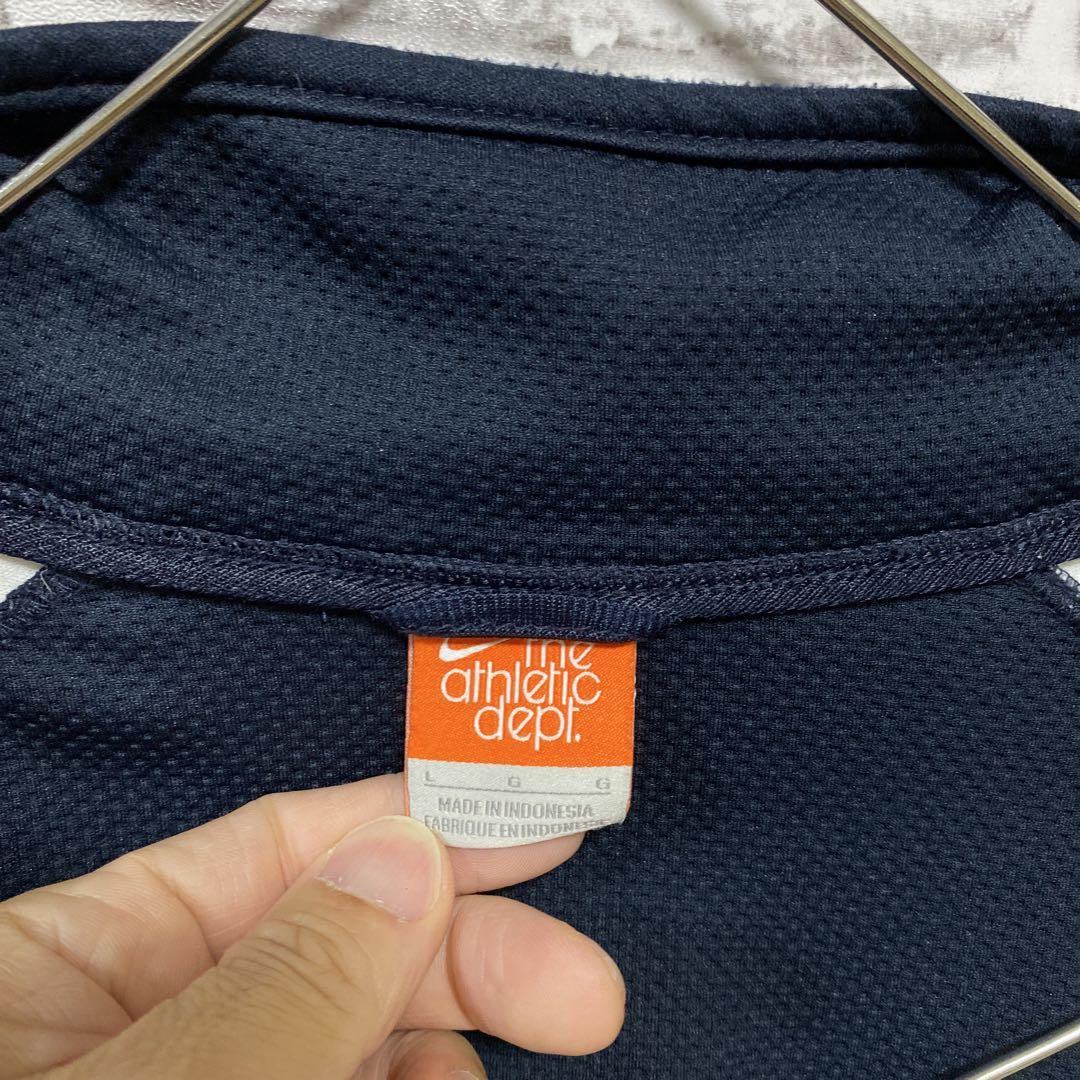 The
athletic
dept.
L G G
MADE IN INDONESIA
FABRIQUE EN INDONESIE